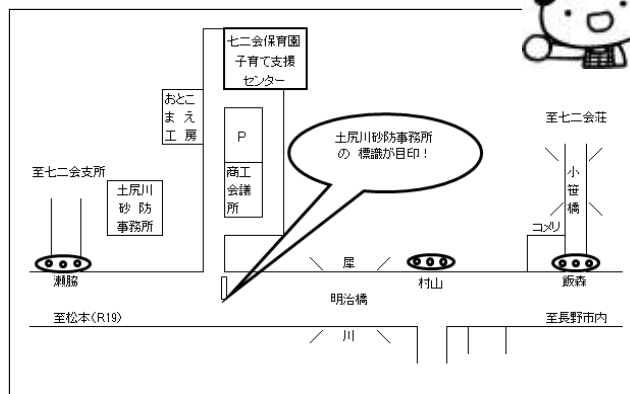 七二会保育園
子育て支援
センター
おとこ
まえ
工房
P
商工
会議
所
土尻川砂防事務所
の 標識が目印！
至七二会荘
小笹橋
コメリ
至七二会支所
土尻川
砂防
事務所
瀬脇
犀
村山
飯森
明治橋
至松本(R19)
川
至長野市内